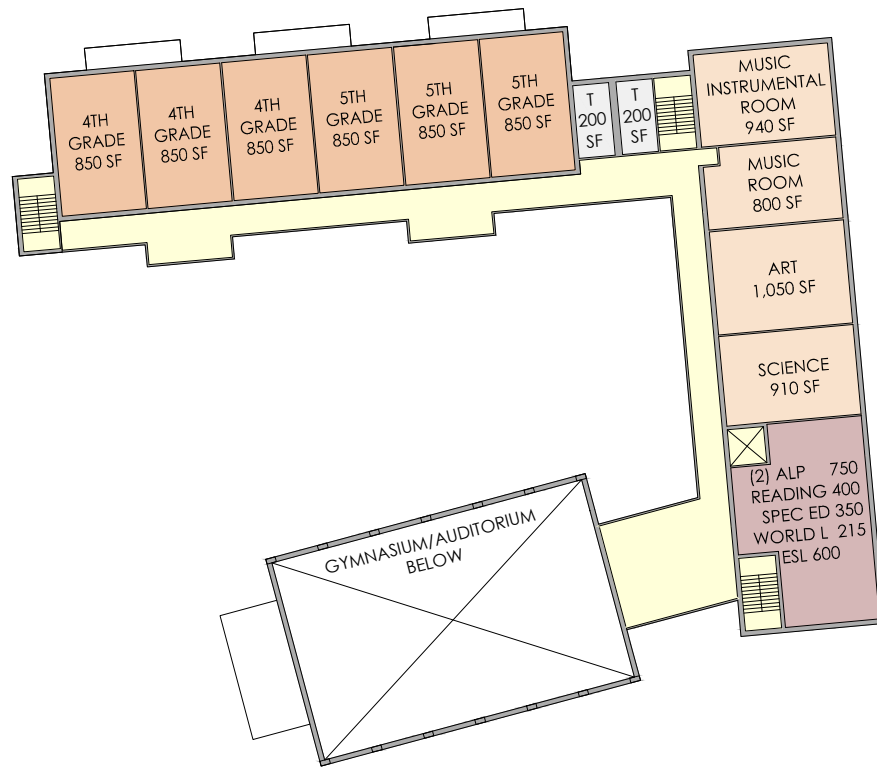 4TH
GRADE
850 SF
4TH
GRADE
850 SF
4TH
GRADE
850 SF
5TH
GRADE
850 SF
5TH
GRADE
850 SF
5TH
GRADE
850 SF
T
200
SF
T
200
SF
MUSIC
INSTRUMENTAL
ROOM
940 SF
MUSIC
ROOM
800 SF
ART
1,050 SF
SCIENCE
910 SF
(2) ALP 750
READING 400
SPEC ED 350
WORLD L 215
ESL 600
GYMNASIUM/AUDITORIUM
BELOW